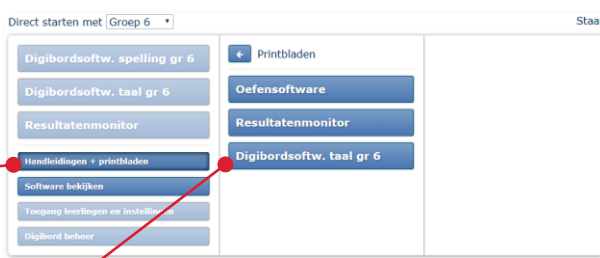 Direct starten met Groep 6
Staa
Digibordsoftw. spelling gr 6
Digibordsoftw. taal gr 6
Resultatenmonitor
Handleidingen + printbladen
Software bekijken
Toegang leerlingen en instellingen
Digibord beheer
Printbladen
Oefensoftware
Resultatenmonitor
Digibordsoftw. taal gr 6